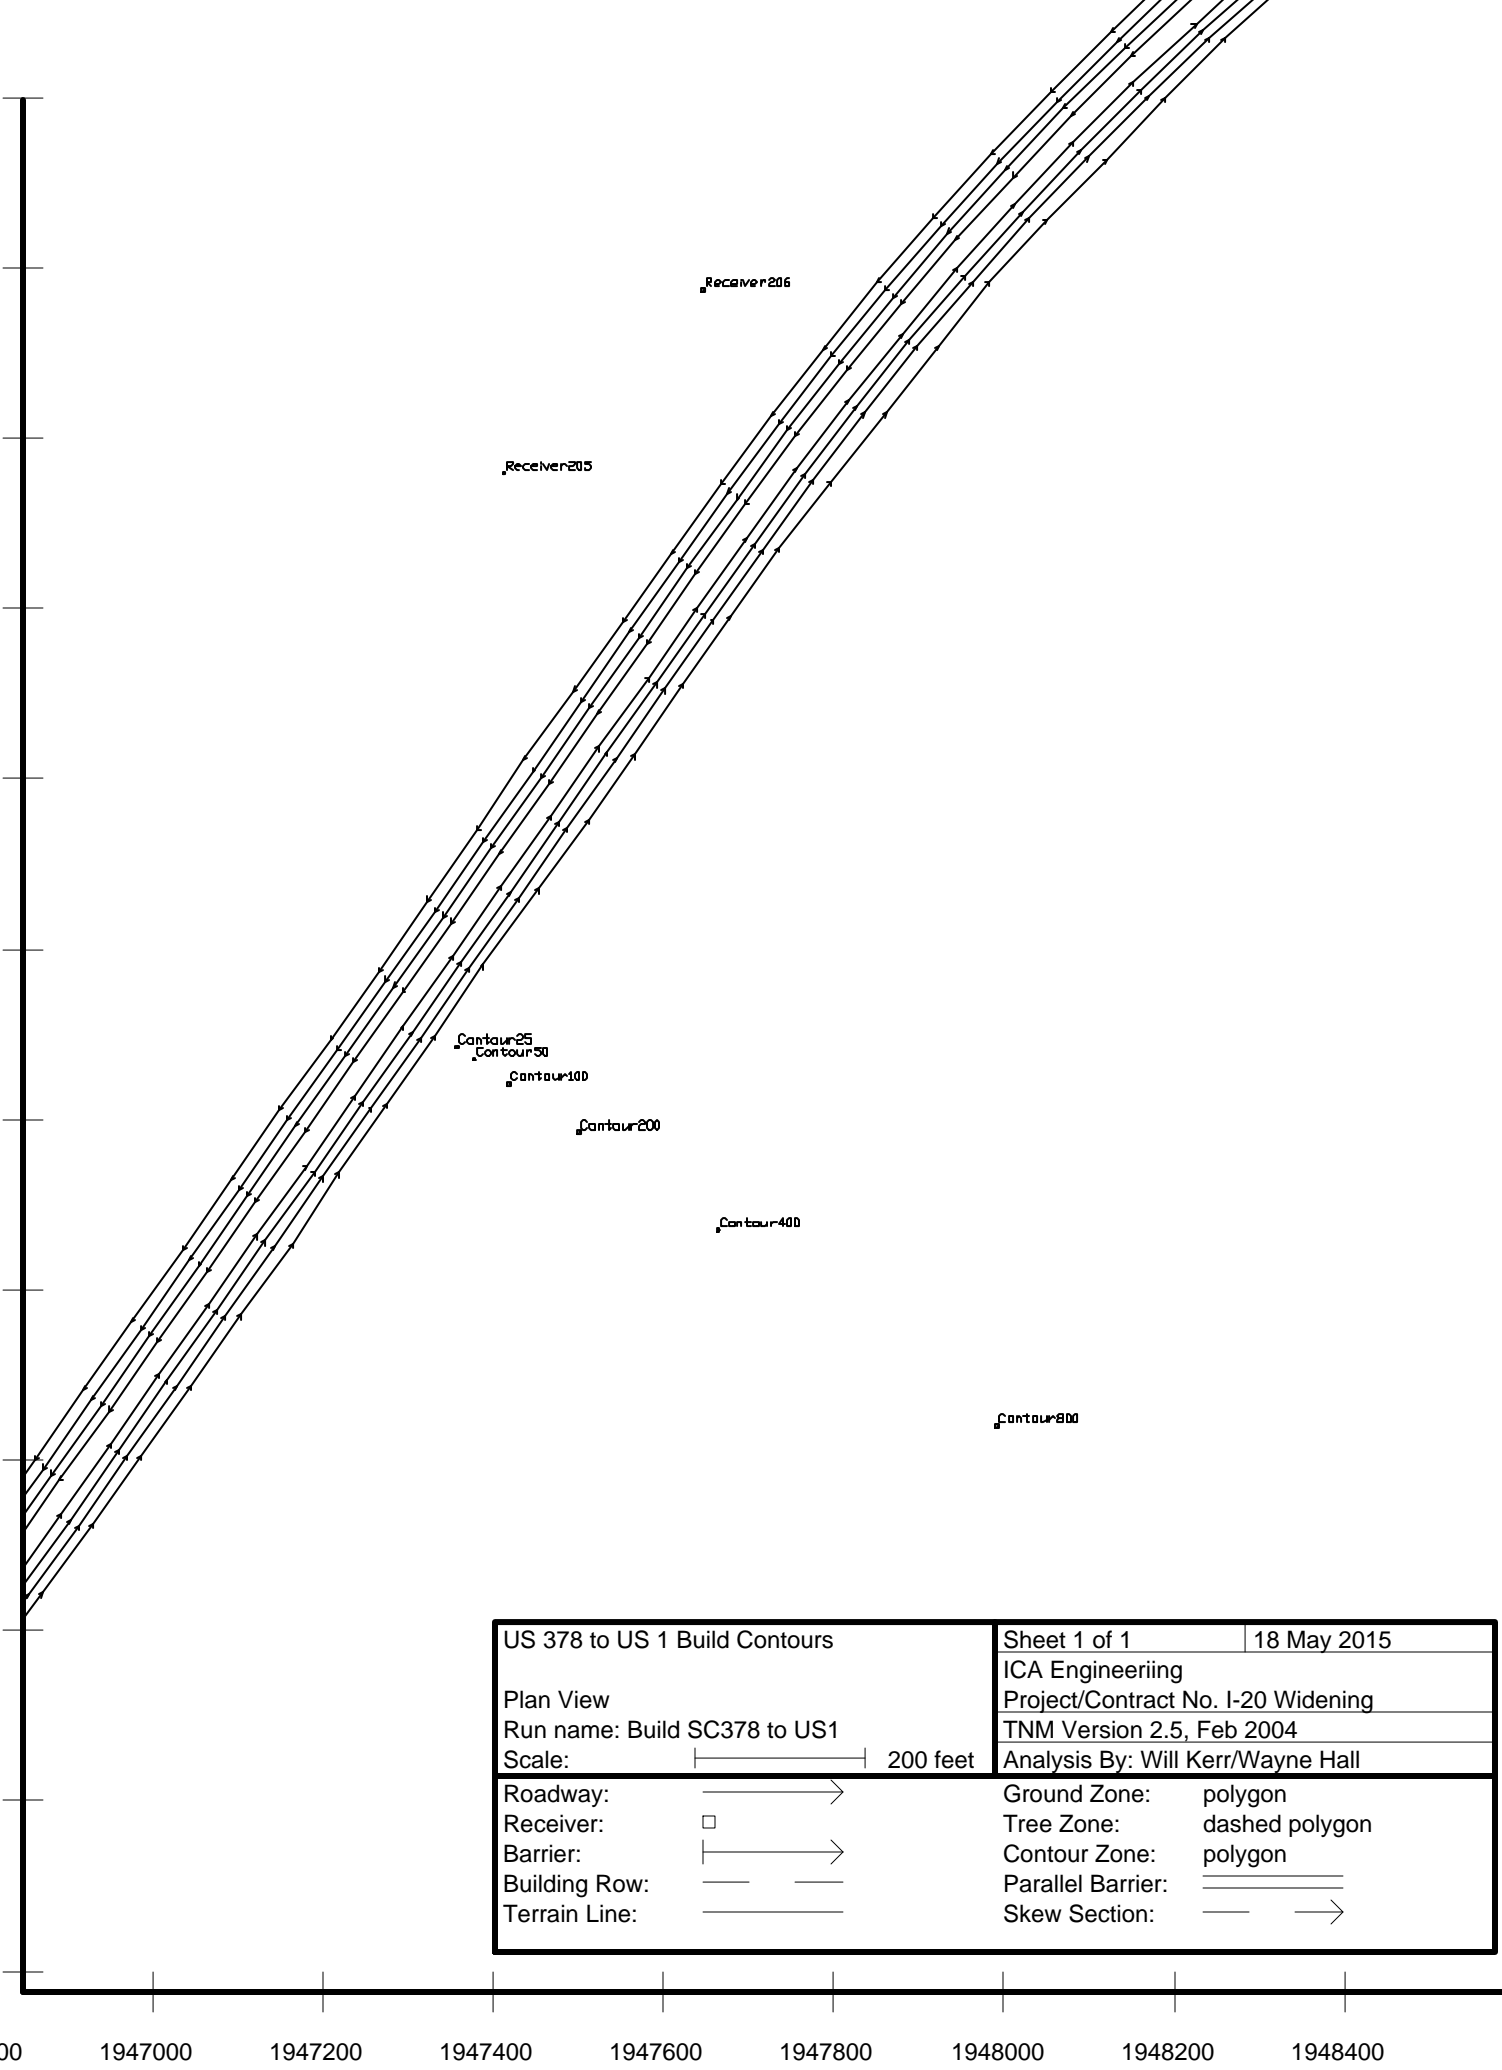 Receiver206
Receiver205
Contour25
Contour50
Contour100
Contour200
Contour400
Contour800
US 378 to US 1 Build Contours
Sheet 1 of 1 18 May 2015
ICA Engineeriing
Plan View
Project/Contract No. I-20 Widening
Run name: Build SC378 to US1
TNM Version 2.5, Feb 2004
Scale: 200 feet
Analysis By: Will Kerr/Wayne Hall
Roadway:
Ground Zone: polygon
Receiver:
Tree Zone: dashed polygon
Barrier:
Contour Zone: polygon
Building Row:
Parallel Barrier:
Terrain Line:
Skew Section:
00 1947000 1947200 1947400 1947600 1947800 1948000 1948200 1948400